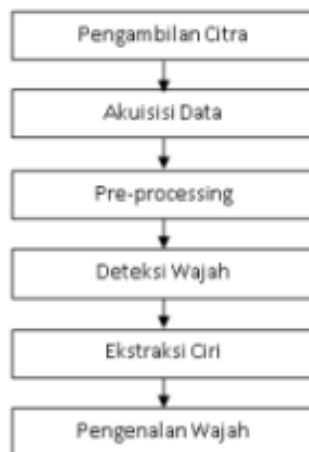 Pengambilan Citra
Akuisisi Data
Pre-processing
Deteksi Wajah
Ekstraksi Ciri
Pengenalan Wajah